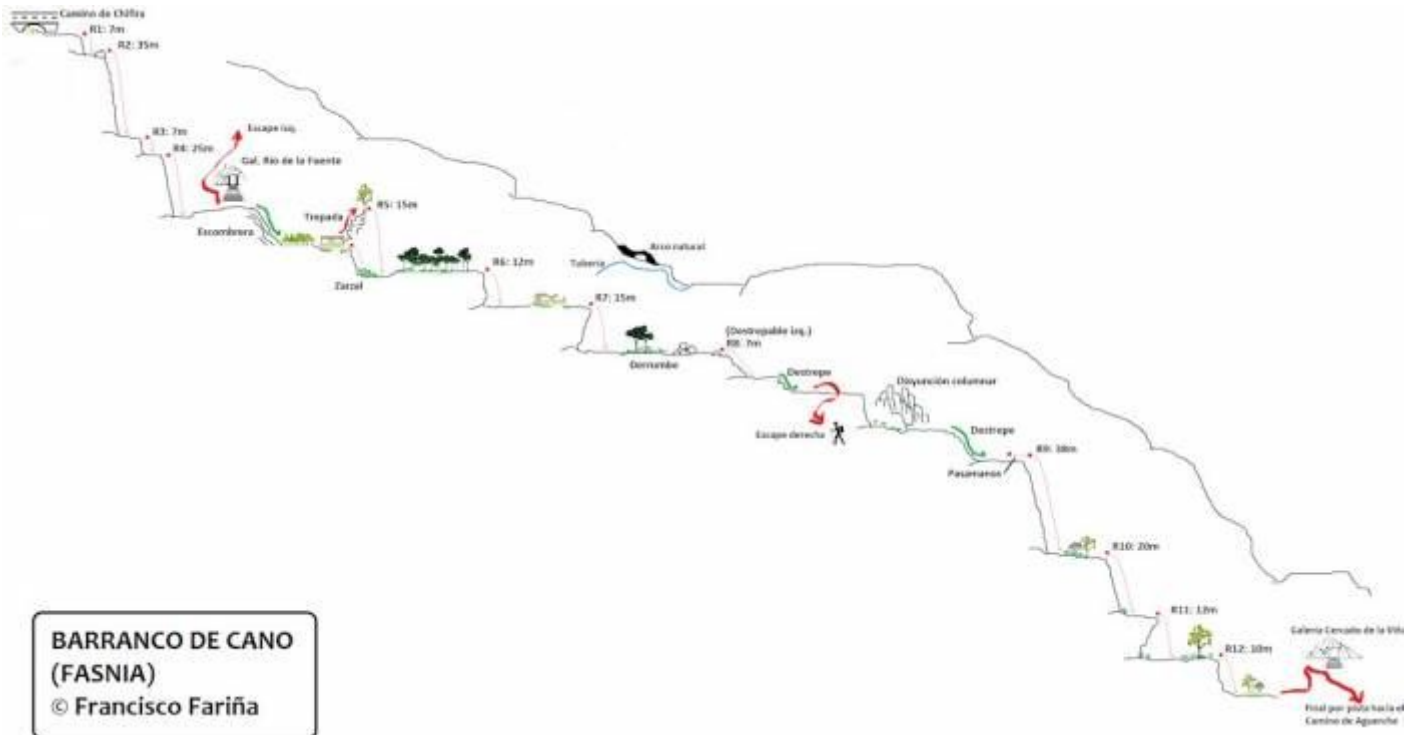 Camino de Chifira
R1: 7m
R2: 35m
R3: 7m
R4: 25m
Escape izq.
Gal. Río de la Fuente
Escombrera
Trepada
R5: 15m
Zarzal
R6: 12m
Arco natural
Tubería
R7: 15m
Derrumbe
(Destrepable izq.)
R8: 7m
Destrepe
Disyunción columnar
Escape derecha
Destrepe
Pasamanos
R9: 38m
R10: 20m
R11: 12m
R12: 10m
Galería Cercado de la Viña
Final por pista hacia el
Camino de Aguerche
BARRANCO DE CANO
(FASNIA)
© Francisco Fariña